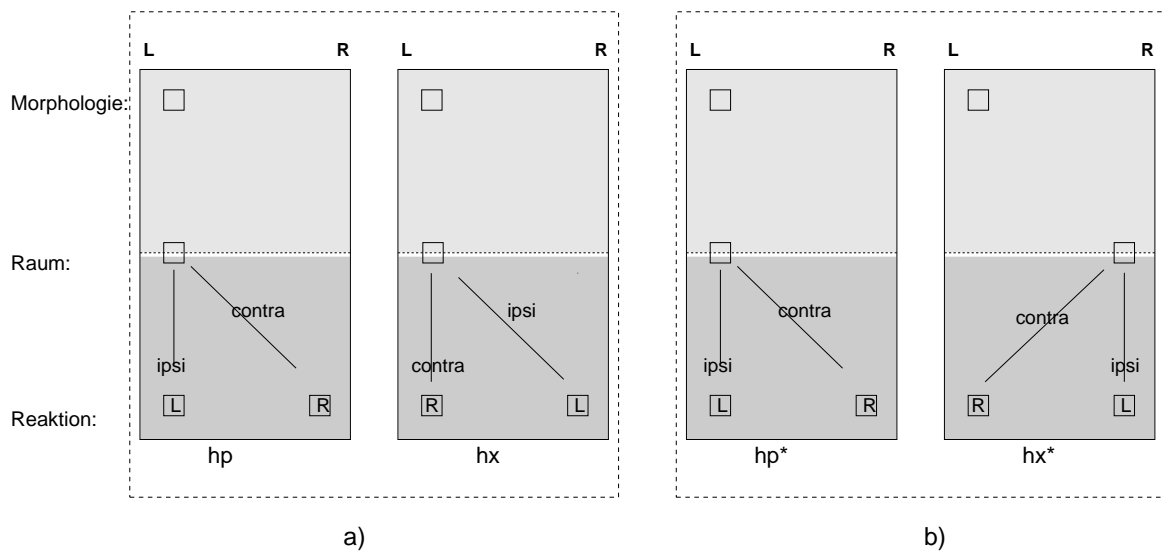 L R L R L R L R
Morphologie:
Raum:
contra ipsi contra contra
ipsi contra ipsi ipsi
Reaktion:
L R R L L R R L
hp hx hp* hx*
a) b)